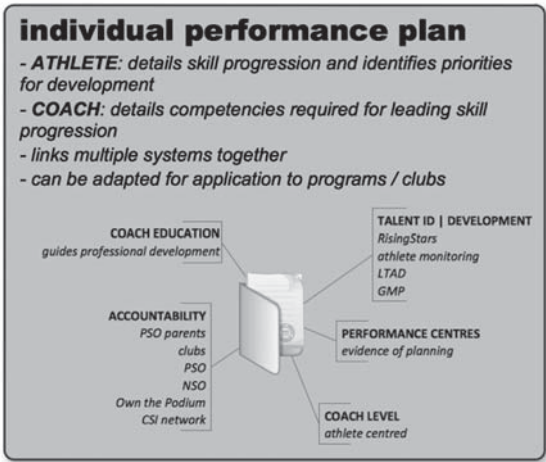 individual performance plan
- ATHLETE: details skill progression and identifies priorities
for development
- COACH: details competencies required for leading skill
progression
- links multiple systems together
- can be adapted for application to programs / clubs
COACH EDUCATION
guides professional development
ACCOUNTABILITY
PSO parents
clubs
PSO
NSO
Own the Podium
CSI network
TALENT ID | DEVELOPMENT
RisingStars
athlete monitoring
LTAD
GMP
PERFORMANCE CENTRES
evidence of planning
COACH LEVEL
athlete centred